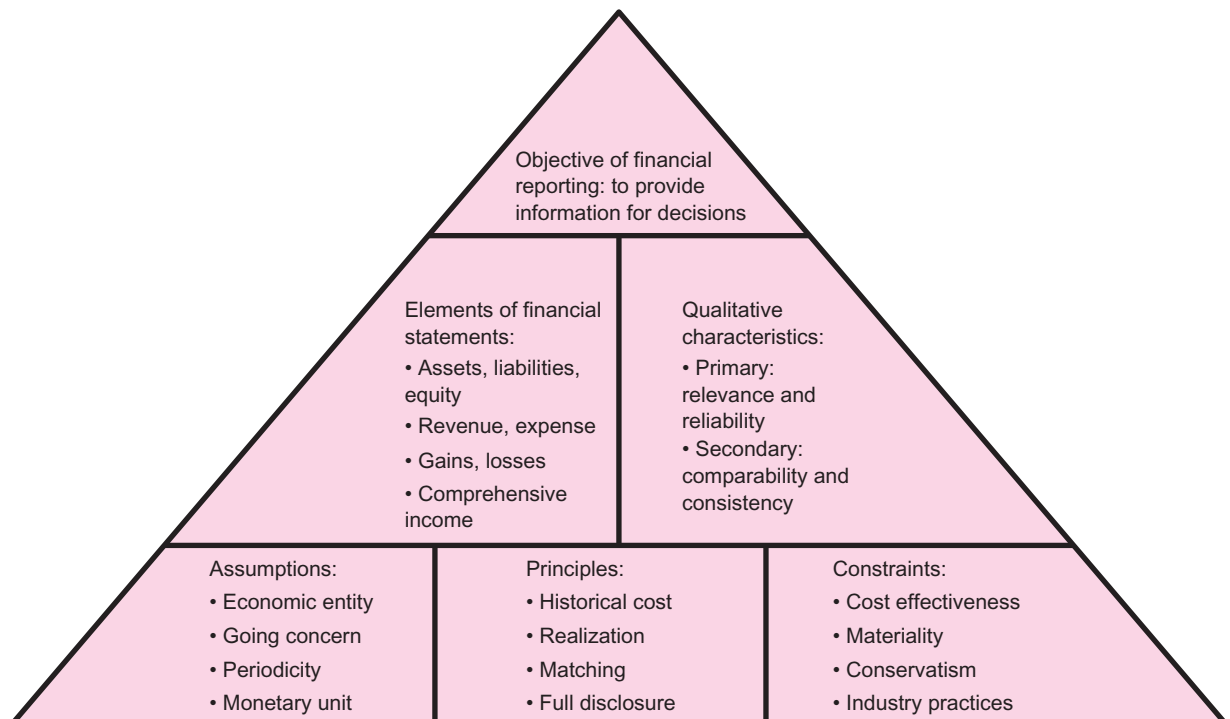 Objective of financial
reporting: to provide
information for decisions
Elements of financial
statements:
• Assets, liabilities,
equity
• Revenue, expense
• Gains, losses
• Comprehensive
income
Qualitative
characteristics:
• Primary:
relevance and
reliability
• Secondary:
comparability and
consistency
Assumptions:
• Economic entity
• Going concern
• Periodicity
• Monetary unit
Principles:
• Historical cost
• Realization
• Matching
• Full disclosure
Constraints:
• Cost effectiveness
• Materiality
• Conservatism
• Industry practices